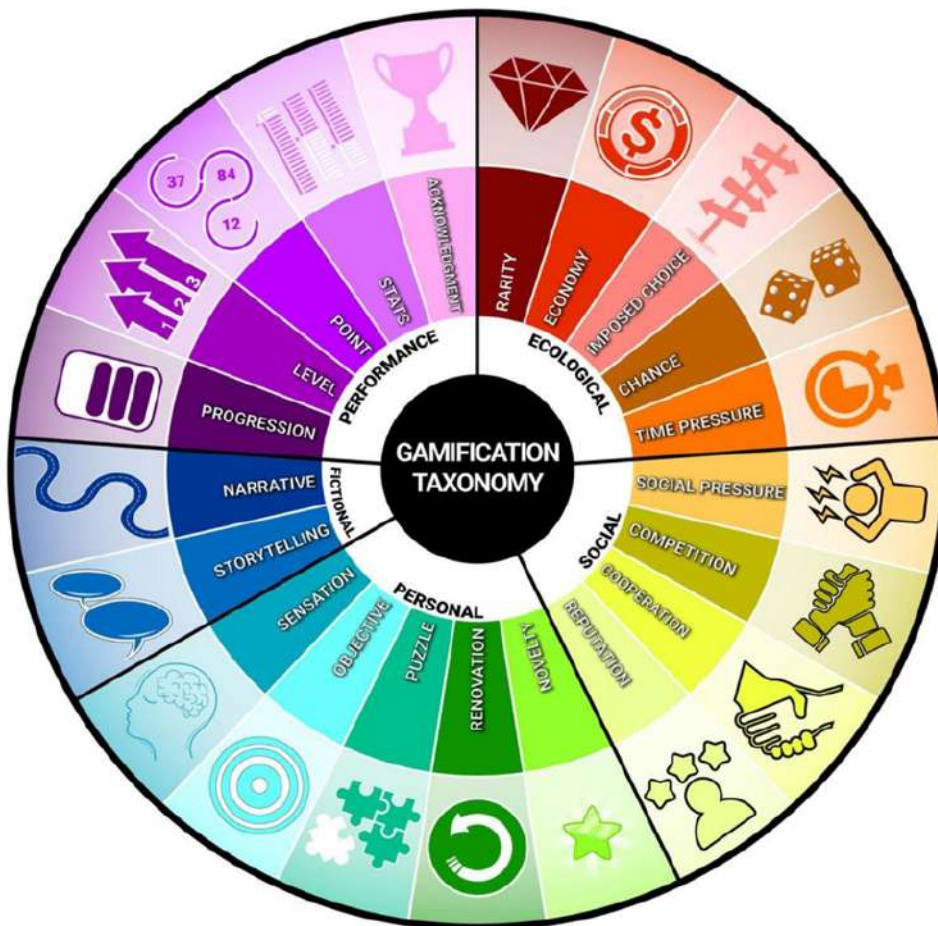 GAMIFICATION
TAXONOMY
PERFORMANCE
ACKNOWLEDGMENT
STATS
POINT
LEVEL
PROGRESSION
37
84
12
1
2
3
ECOLOGICAL
RARITY
$
ECONOMY
IMPOSED CHOICE
CHANCE
TIME PRESSURE
SOCIAL
SOCIAL PRESSURE
COMPETITION
COOPERATION
REPUTATION
PERSONAL
NOVELTY
RENOVATION
PUZZLE
OBJECTIVE
SENSATION
FICTIONAL
STORYTELLING
NARRATIVE